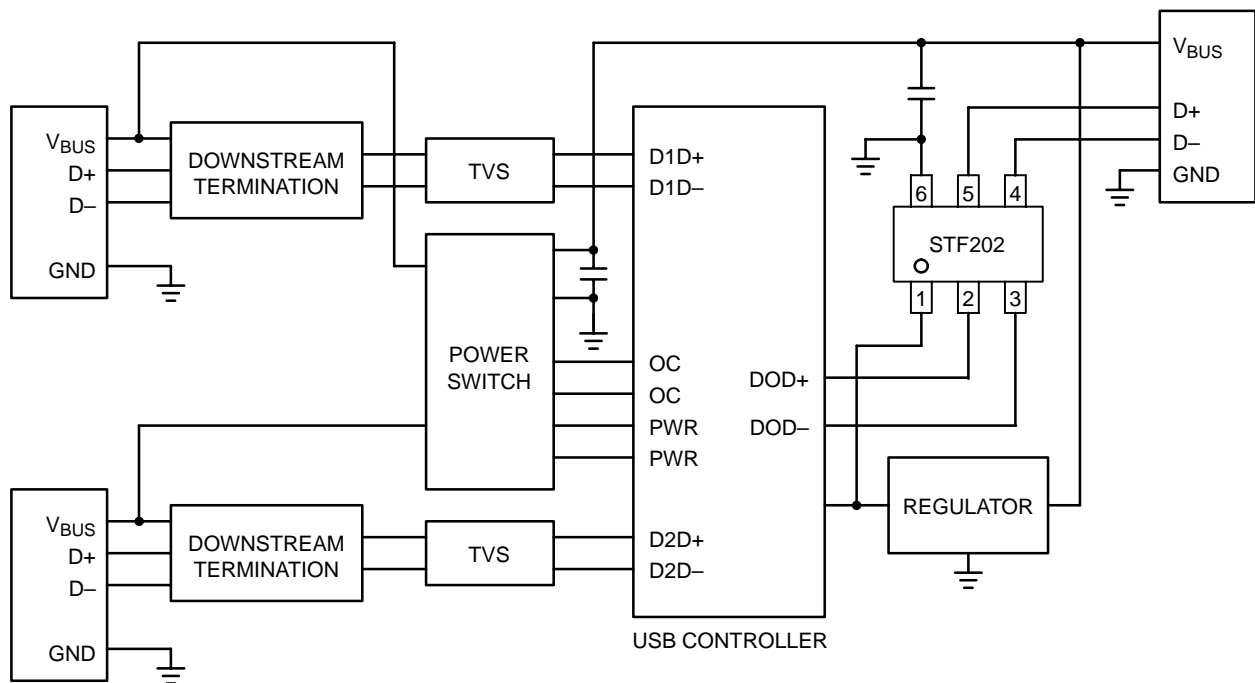 VBUS
D+
D–
GND
DOWNSTREAM
TERMINATION
TVS
POWER
SWITCH
VBUS
D+
D–
GND
DOWNSTREAM
TERMINATION
TVS
D1D+
D1D–
OC
OC
PWR
PWR
D2D+
D2D–
DOD+
DOD–
USB CONTROLLER
6 5 4
STF202
1 2 3
REGULATOR
VBUS
D+
D–
GND